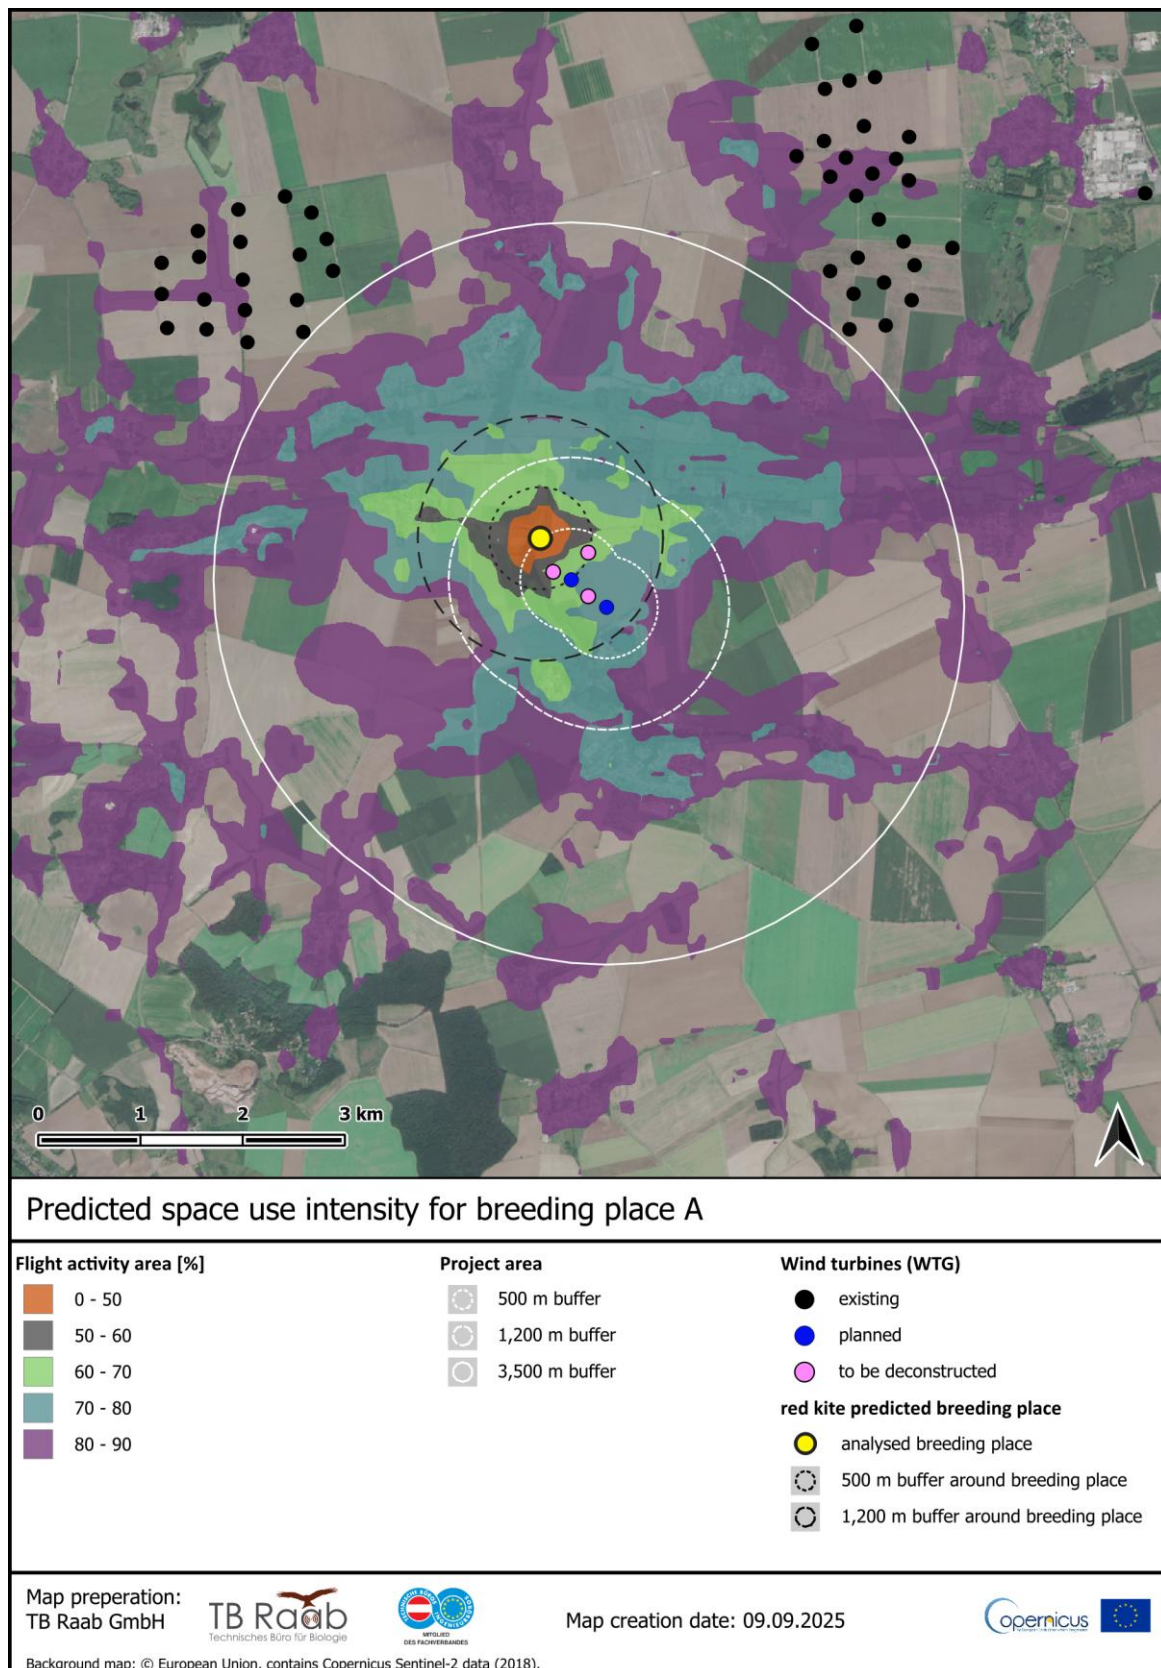 0 1 2 3 km
Predicted space use intensity for breeding place A
Flight activity area [%]
0 - 50
50 - 60
60 - 70
70 - 80
80 - 90
Project area
500 m buffer
1,200 m buffer
3,500 m buffer
Wind turbines (WTG)
existing
planned
to be deconstructed
red kite predicted breeding place
analysed breeding place
500 m buffer around breeding place
1,200 m buffer around breeding place
Map preperation:
TB Raab GmbH
TB Raab
Technisches Büro für Biologie
MITGLIED
DES FACHVERBANDES
Map creation date: 09.09.2025
opernicus
Background map: © European Union, contains Copernicus Sentinel-2 data (2018).